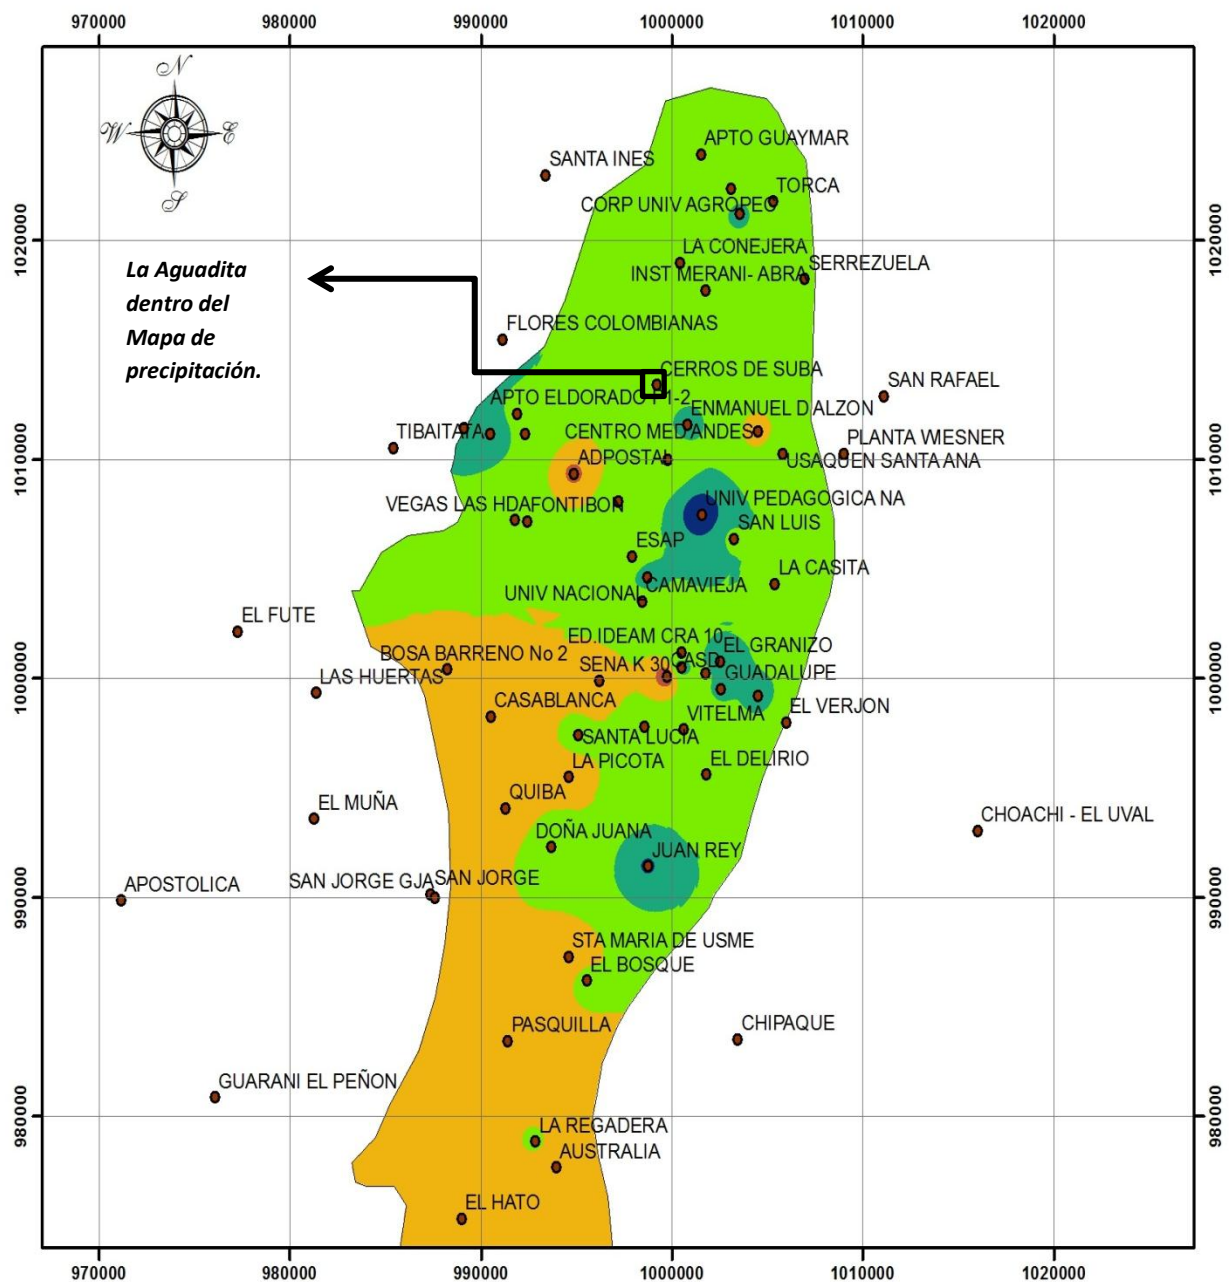 970000
980000
990000
1000000
1010000
1020000
N
W
E
S
APTO GUAYMAR
SANTA INES
TORCA
CORP UNIV AGROPEC
1020000
1020000
LA CONEJERA
SERREZUELA
INST MERANI- ABRA
La Aguadita
dentro del
Mapa de
precipitación.
FLORES COLOMBIANAS
CERROS DE SUBA
SAN RAFAEL
APTO ELDORADO P1-2
ENMANUEL D ALZON
TIBAITATA
CENTRO MED ANDES
PLANTA WIESNER
1010000
ADPOSTAL
USAQUEN SANTA ANA
1010000
VEGAS LAS HDA
FONTIBON
UNIV PEDAGOGICA NA
SAN LUIS
ESAP
UNIV NACIONAL
CAMAVIEJA
LA CASITA
EL FUTE
ED.IDEAM CRA 10
EL GRANIZO
BOSA BARRENO No 2
SENA K 30
CASD
GUADALUPE
1000000
LAS HUERTAS
1000000
CASABLANCA
VITELMA
EL VERJON
SANTA LUCIA
LA PICOTA
EL DELIRIO
QUIBA
EL MUÑA
CHOACHI - EL UVAL
DOÑA JUANA
JUAN REY
APOSTOLICA
SAN JORGE GJA
SAN JORGE
990000
990000
STA MARIA DE USME
EL BOSQUE
PASQUILLA
CHIPAQUE
GUARANI EL PEÑON
980000
LA REGADERA
980000
AUSTRALIA
EL HATO
970000
980000
990000
1000000
1010000
1020000